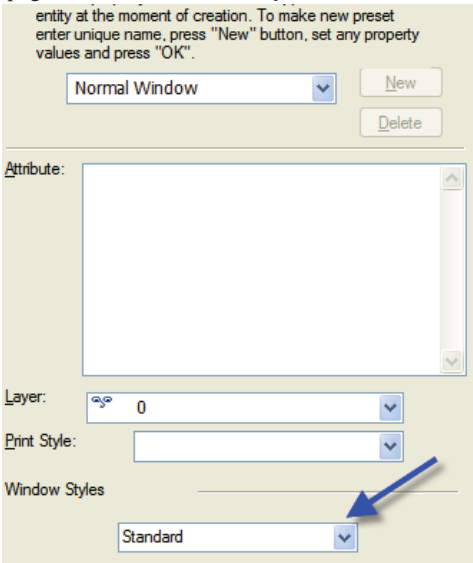 entity at the moment of creation. To make new preset
enter unique name, press "New" button, set any property
values and press "OK".
Normal Window
New
Delete
Attribute:
Layer:
0
Print Style:
Window Styles
Standard